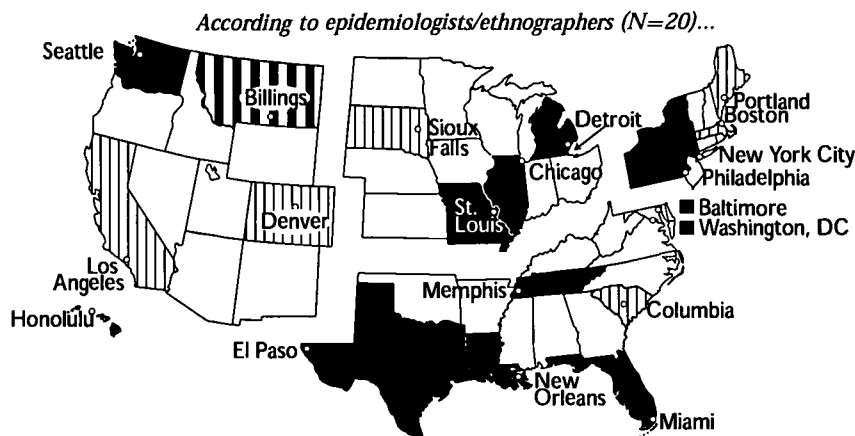 According to epidemiologists/ethnographers (N=20)...
Seattle
Billings
Sioux
Falls
Detroit
Portland
Boston
New York City
Chicago
Philadelphia
Denver
St.
Louis
Baltimore
Washington, DC
Los
Angeles
Memphis
Columbia
Honolulu
El Paso
New
Orleans
Miami